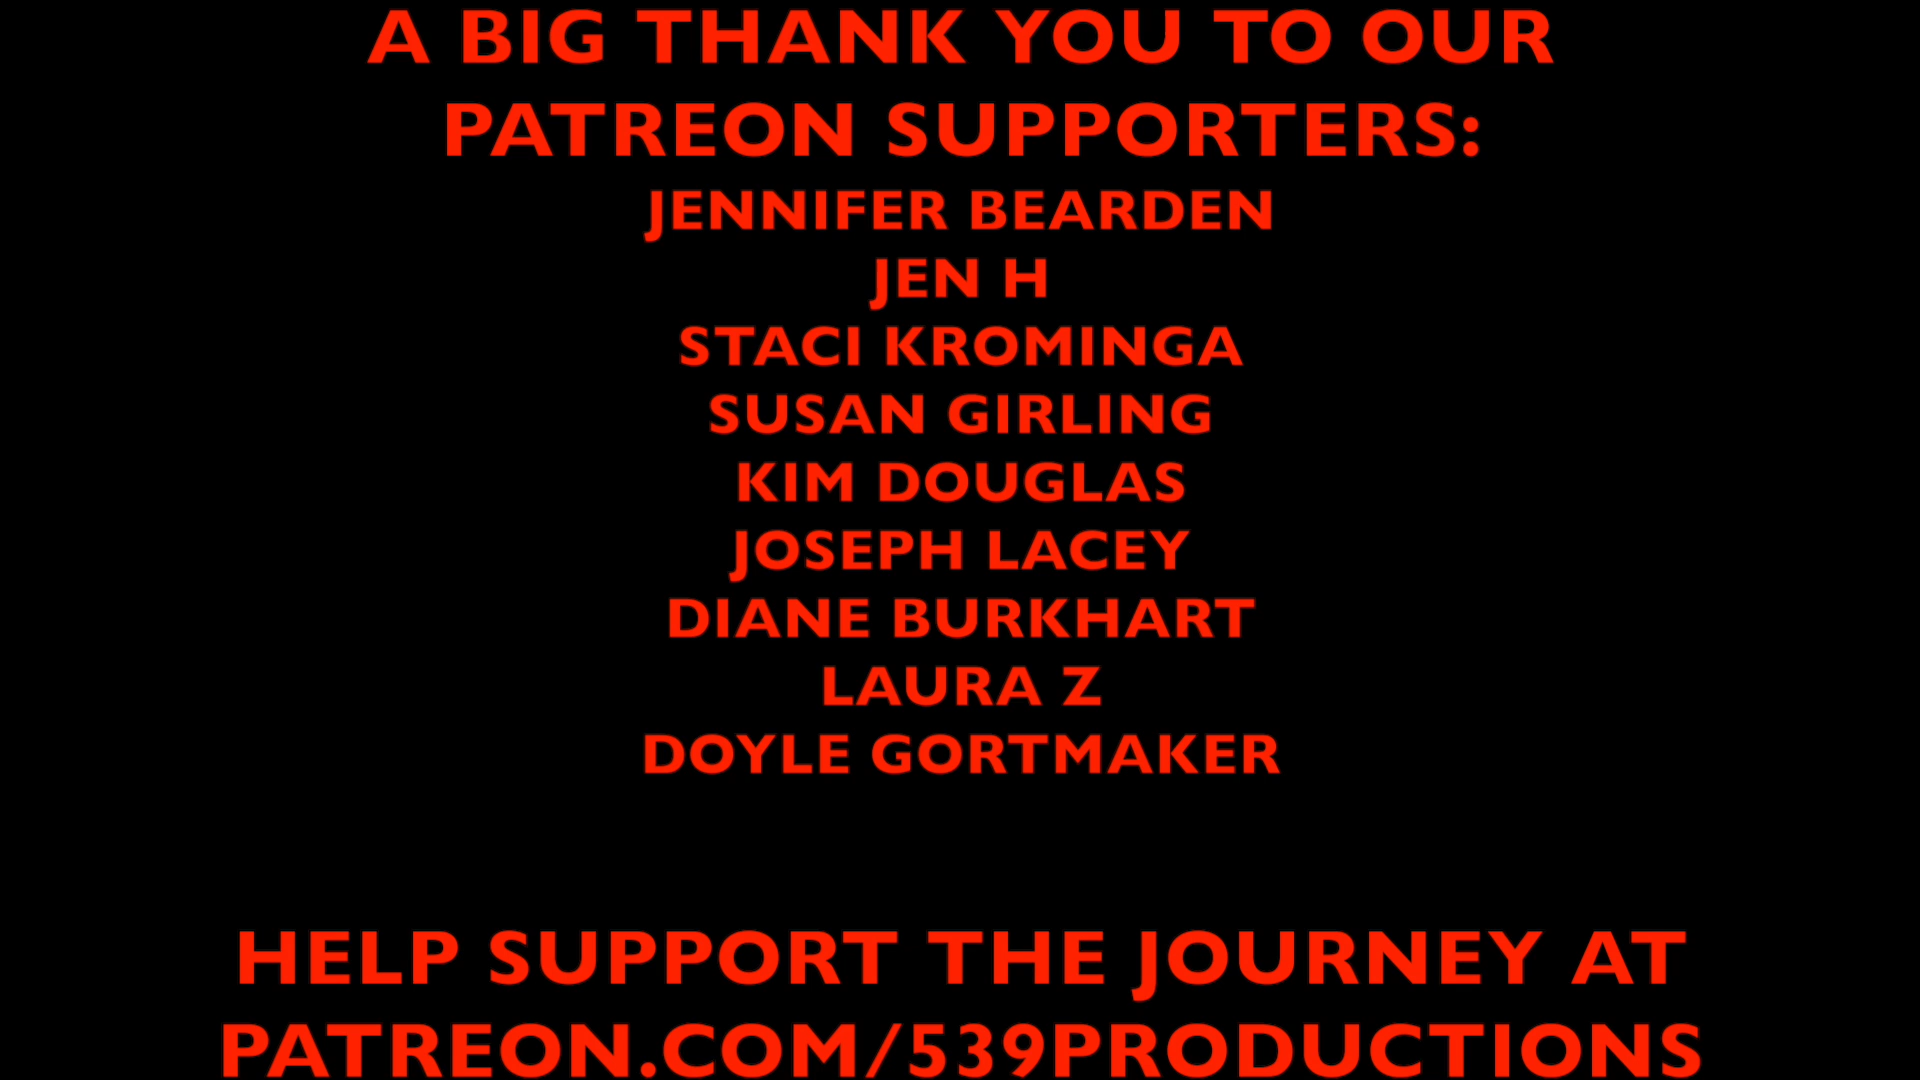 A BIG THANK YOU TO OUR
PATREON SUPPORTERS:
JENNIFER BEARDEN
JEN H
STACI KROMINGA
SUSAN GIRLING
KIM DOUGLAS
JOSEPH LACEY
DIANE BURKHART
LAURA Z
DOYLE GORTMAKER
HELP SUPPORT THE JOURNEY AT
PATREON.COM/539PRODUCTIONS